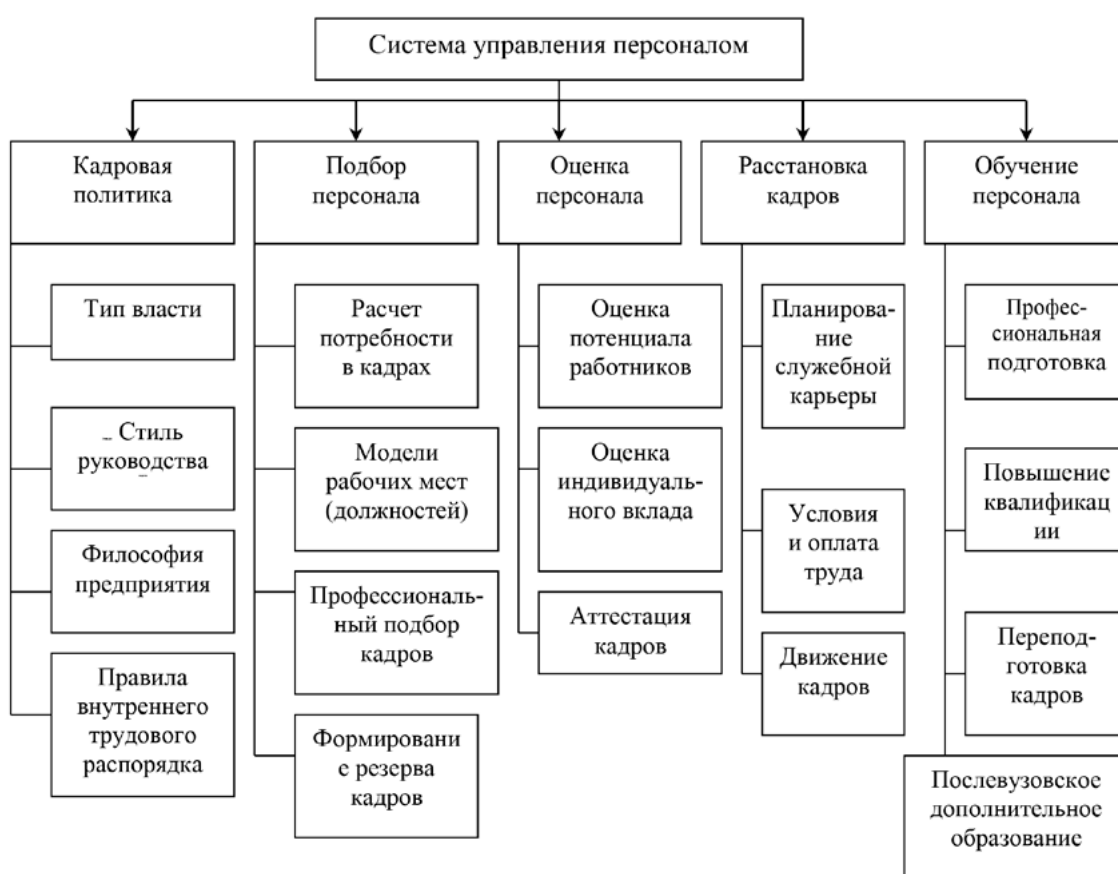 Система управления персоналом
Кадровая
политика
Подбор
персонала
Оценка
персонала
Расстановка
кадров
Обучение
персонала
Тип власти
Стиль
руководства
Философия
предприятия
Правила
внутреннего
трудового
распорядка
Расчет
потребности
в кадрах
Модели
рабочих мест
(должностей)
Профессиональ-
ный подбор
кадров
Формировани
е резерва
кадров
Оценка
потенциала
работников
Оценка
индивидуаль-
ного вклада
Аттестация
кадров
Планирова-
ние
служебной
карьеры
Условия
и оплата
труда
Движение
кадров
Профес-
сиональная
подготовка
Повышение
квалификац
ии
Переподг-
готовка
кадров
Послевузовское
дополнительное
образование